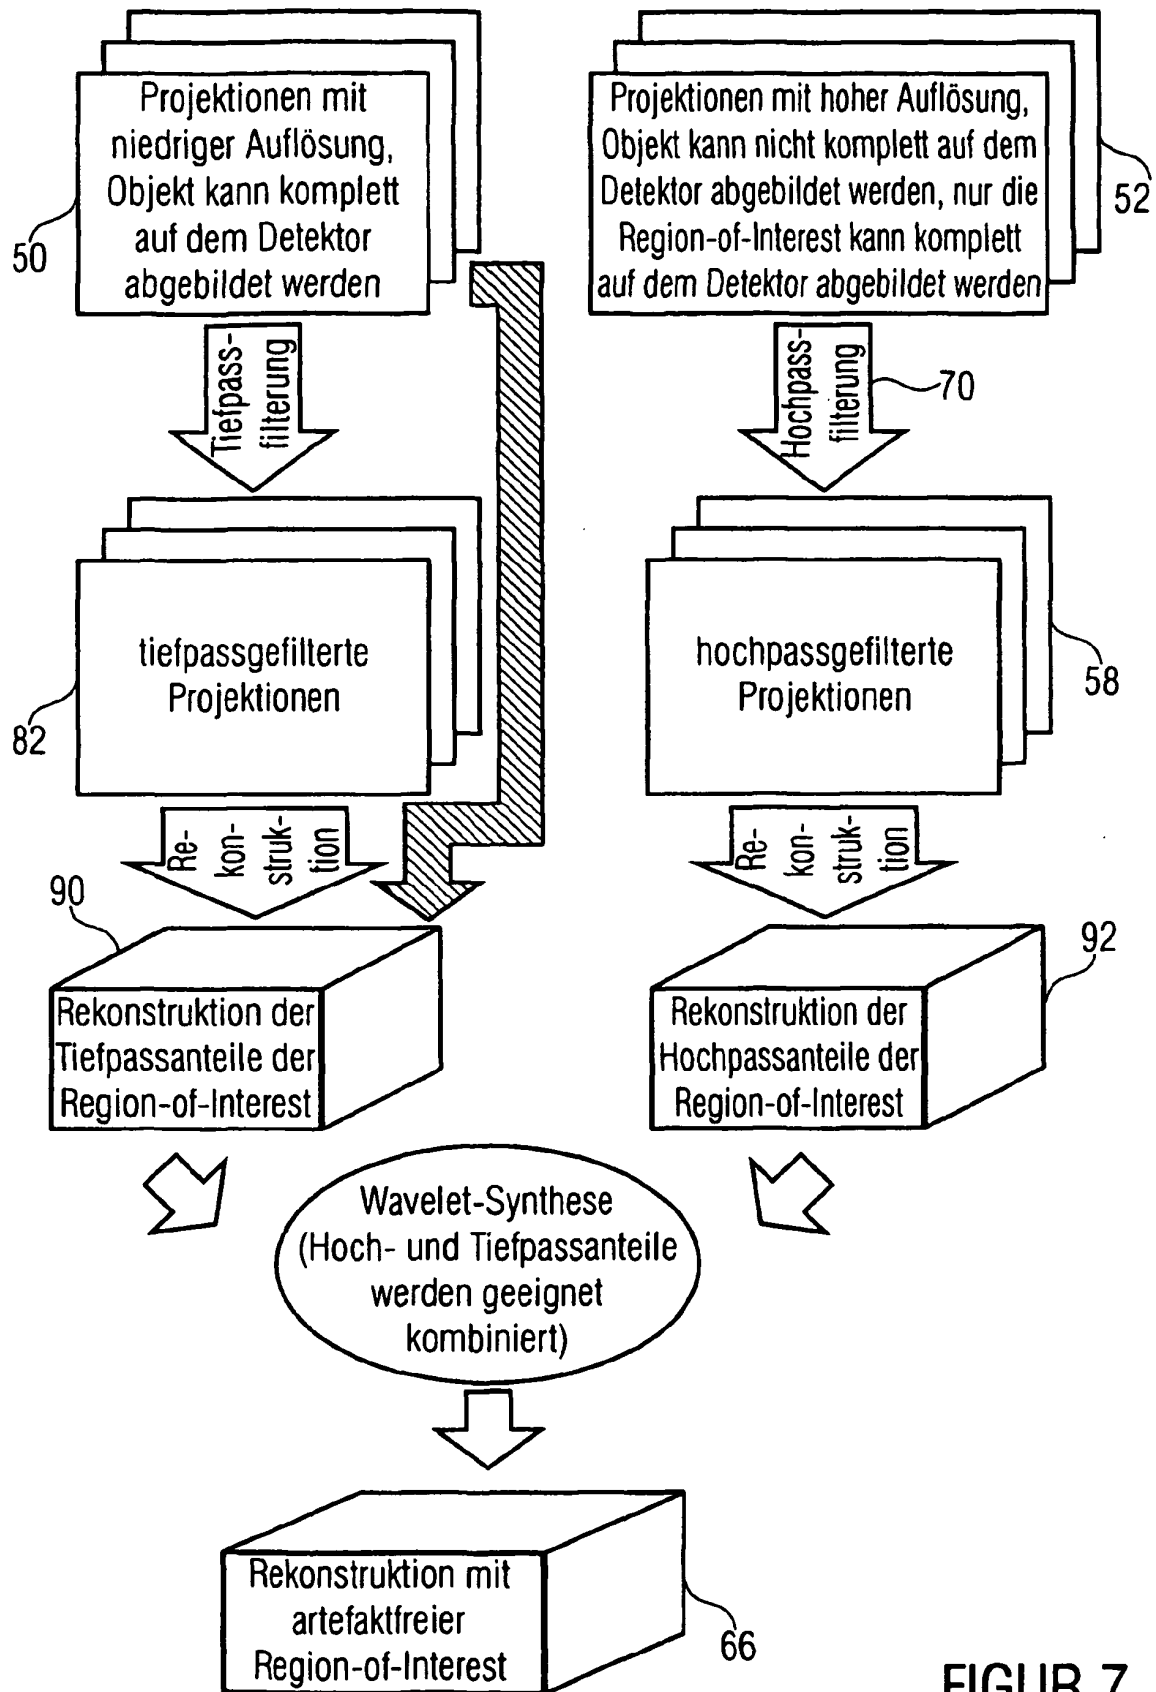 Projektionen mit
niedriger Auflösung,
Objekt kann komplett
auf dem Detektor
abgebildet werden
50
Projektionen mit hoher Auflösung,
Objekt kann nicht komplett auf dem
Detektor abgebildet werden, nur die
Region-of-Interest kann komplett
auf dem Detektor abgebildet werden
52
Tiefpass-
filterung
Hochpass-
filterung
70
tiefpassgefilterte
Projektionen
82
hochpassgefilterte
Projektionen
58
Re-
kon-
struk-
tion
Re-
kon-
struk-
tion
90
Rekonstruktion der
Tiefpassanteile der
Region-of-Interest
92
Rekonstruktion der
Hochpassanteile der
Region-of-Interest
Wavelet-Synthese
(Hoch- und Tiefpassanteile
werden geeignet
kombiniert)
Rekonstruktion mit
artefaktfreier
Region-of-Interest
66
FIGUR 7